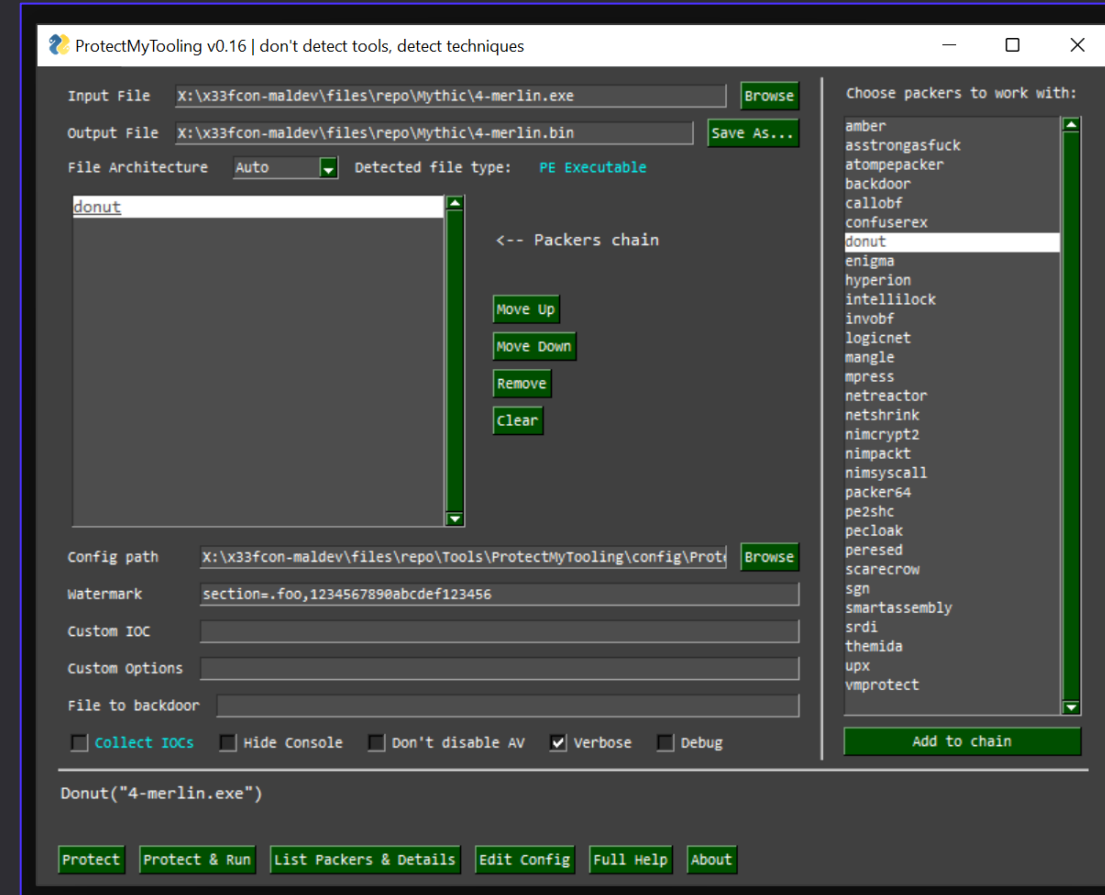 ProtectMyTooling v0.16 | don't detect tools, detect techniques
Input File X:\x33fcon-maldev\files\repo\Mythic\4-merlin.exe Browse
Output File X:\x33fcon-maldev\files\repo\Mythic\4-merlin.bin Save As...
File Architecture Auto Detected file type: PE Executable
donut
<-- Packers chain
Move Up
Move Down
Remove
Clear
Config path X:\x33fcon-maldev\files\repo\Tools\ProtectMyTooling\config\Prot Browse
Watermark section=.foo,1234567890abcdef123456
Custom IOC
Custom Options
File to backdoor
Collect IOCs Hide Console Don't disable AV Verbose Debug
Choose packers to work with:
amber
asstrongasfuck
atompepacker
backdoor
callobf
confuserex
donut
enigma
hyperion
intellilock
invobf
logicnet
mangle
mpress
netreactor
netshrink
nimcrypt2
nimpackt
nimsyscall
packer64
pe2shc
pecloak
peresed
scarecrow
sgn
smartassembly
srdi
themida
upx
vmprotect
Add to chain
Donut("4-merlin.exe")
Protect Protect & Run List Packers & Details Edit Config Full Help About